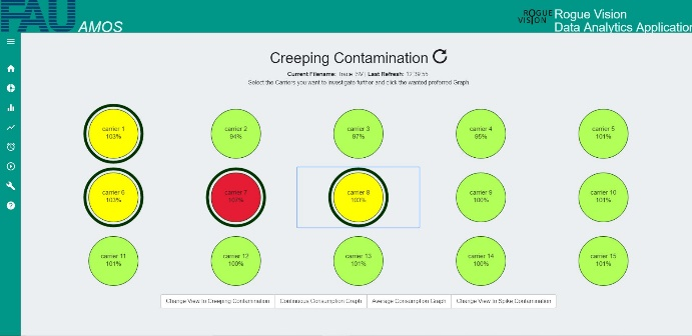 FAU AMOS
ROGUE
VISION
Rogue Vision
Data Analytics Application
Creeping Contamination
Current Filename: Last Refresh: 12:39:55
Select the Carriers you want to investigate further and click the wanted preferred Graph
carrier 1
103%
carrier 2
94%
carrier 3
97%
carrier 4
95%
carrier 5
101%
carrier 6
103%
carrier 7
carrier 8
100%
carrier 9
100%
carrier 10
101%
carrier 11
101%
carrier 12
100%
carrier 13
101%
carrier 14
100%
carrier 15
101%
Change View to Creeping Contamination
Continuous Consumption Graph
Average Consumption Graph
Change View to Spike Contamination